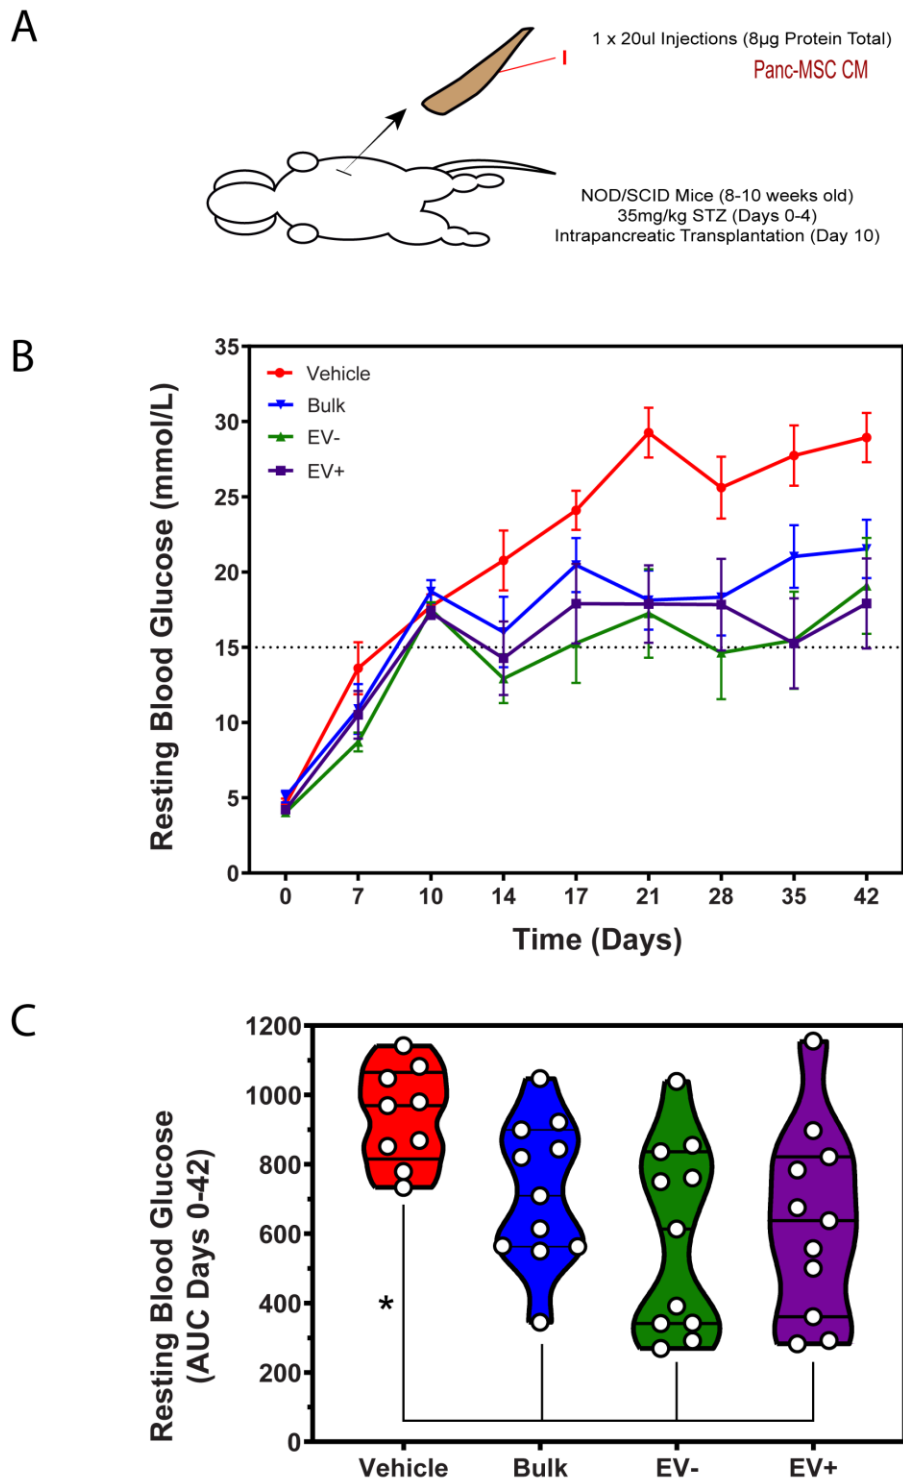 A
1 x 20ul Injections (8µg Protein Total)
Panc-MSC CM
NOD/SCID Mice (8-10 weeks old)
35mg/kg STZ (Days 0-4)
Intrapancreatic Transplantation (Day 10)
B
Resting Blood Glucose (mmol/L)
35
30
25
20
15
10
5
0
Vehicle
Bulk
EV-
EV+
0 7 10 14 17 21 28 35 42
Time (Days)
C
Resting Blood Glucose
(AUC Days 0-42)
1200
1000
800
600
400
200
0
*
Vehicle Bulk EV- EV+